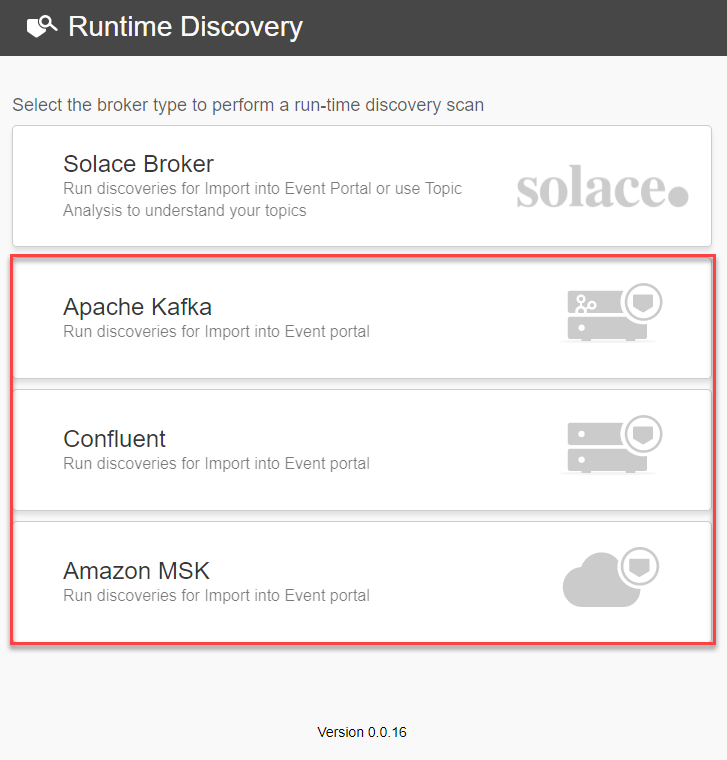 Runtime Discovery
Select the broker type to perform a run-time discovery scan
Solace Broker
Run discoveries for Import into Event Portal or use Topic
Analysis to understand your topics
solace.
Apache Kafka
Run discoveries for Import into Event portal
Confluent
Run discoveries for Import into Event portal
Amazon MSK
Run discoveries for Import into Event portal
Version 0.0.16